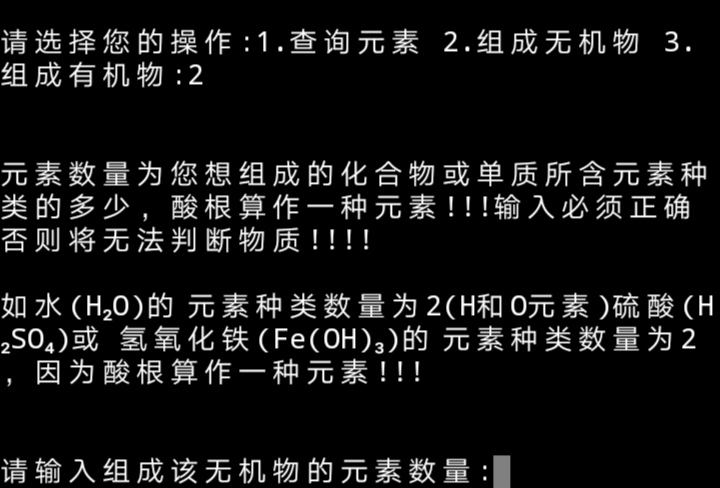 请选择您的操作:1.查询元素 2.组成无机物 3.
组成有机物:2
元素数量为您想组成的化合物或单质所含元素种
类的多少，酸根算作一种元素!!!输入必须正确
否则将无法判断物质!!!!
如水(H₂O)的 元素种类数量为2(H和O元素)硫酸(H
₂SO₄)或 氢氧化铁(Fe(OH)₃)的 元素种类数量为2
，因为酸根算作一种元素!!!
请输入组成该无机物的元素数量: